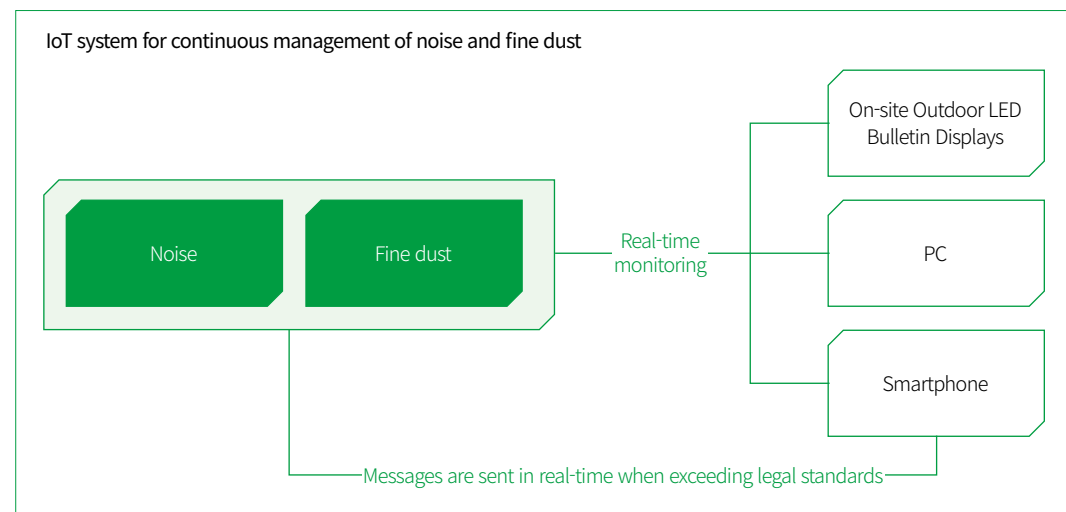 IoT system for continuous management of noise and fine dust
On-site Outdoor LED
Bulletin Displays
Noise
Fine dust
Real-time
monitoring
PC
Smartphone
Messages are sent in real-time when exceeding legal standards